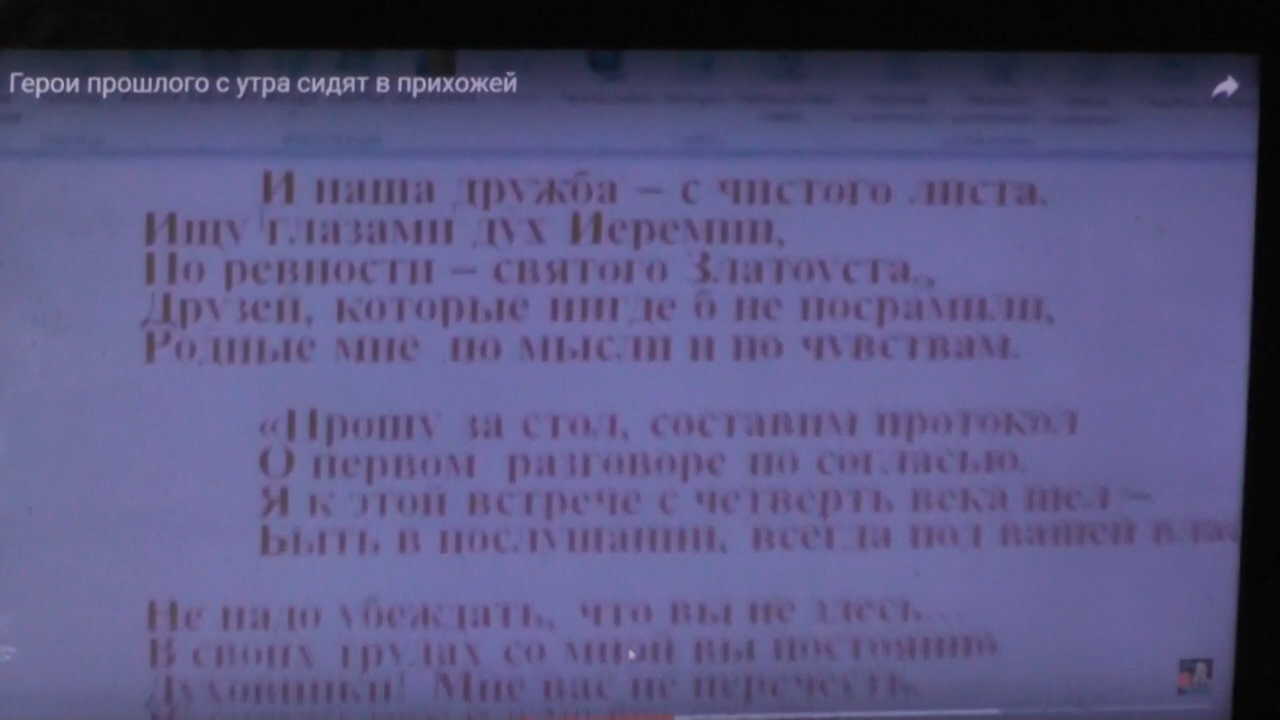 Герои прошлого с утра сидят в прихожей
И наша дружба – с чистого листа.
Ищу глазами дух Иеремии,
По ревности – святого Златоуста.,
Друзей, которые нигде б не посрамили,
Родные мне по мысли и по чувствам.
«Прошу за стол, составим протокол
О первом разговоре по согласью.
Я к этой встрече с четверть века шел –
Быть в послушании, всегда под вашей влас
Не надо убеждать, что вы не здесь...
В своих трудах со мной вы постоянно
Духовники! Мне вас не перечесть,